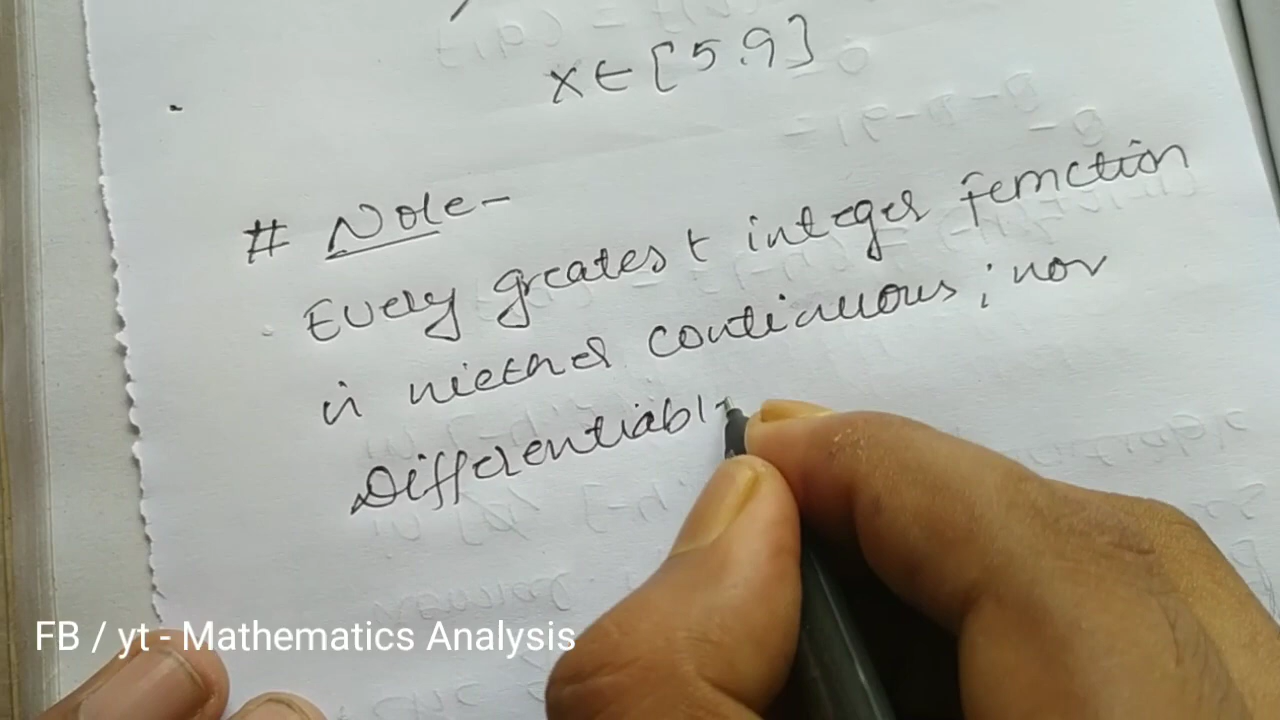 x ∈ [5.9]
# Note-
Every greatest integer function
is niether continuous ; nor
Differentiabl
FB / yt - Mathematics Analysis